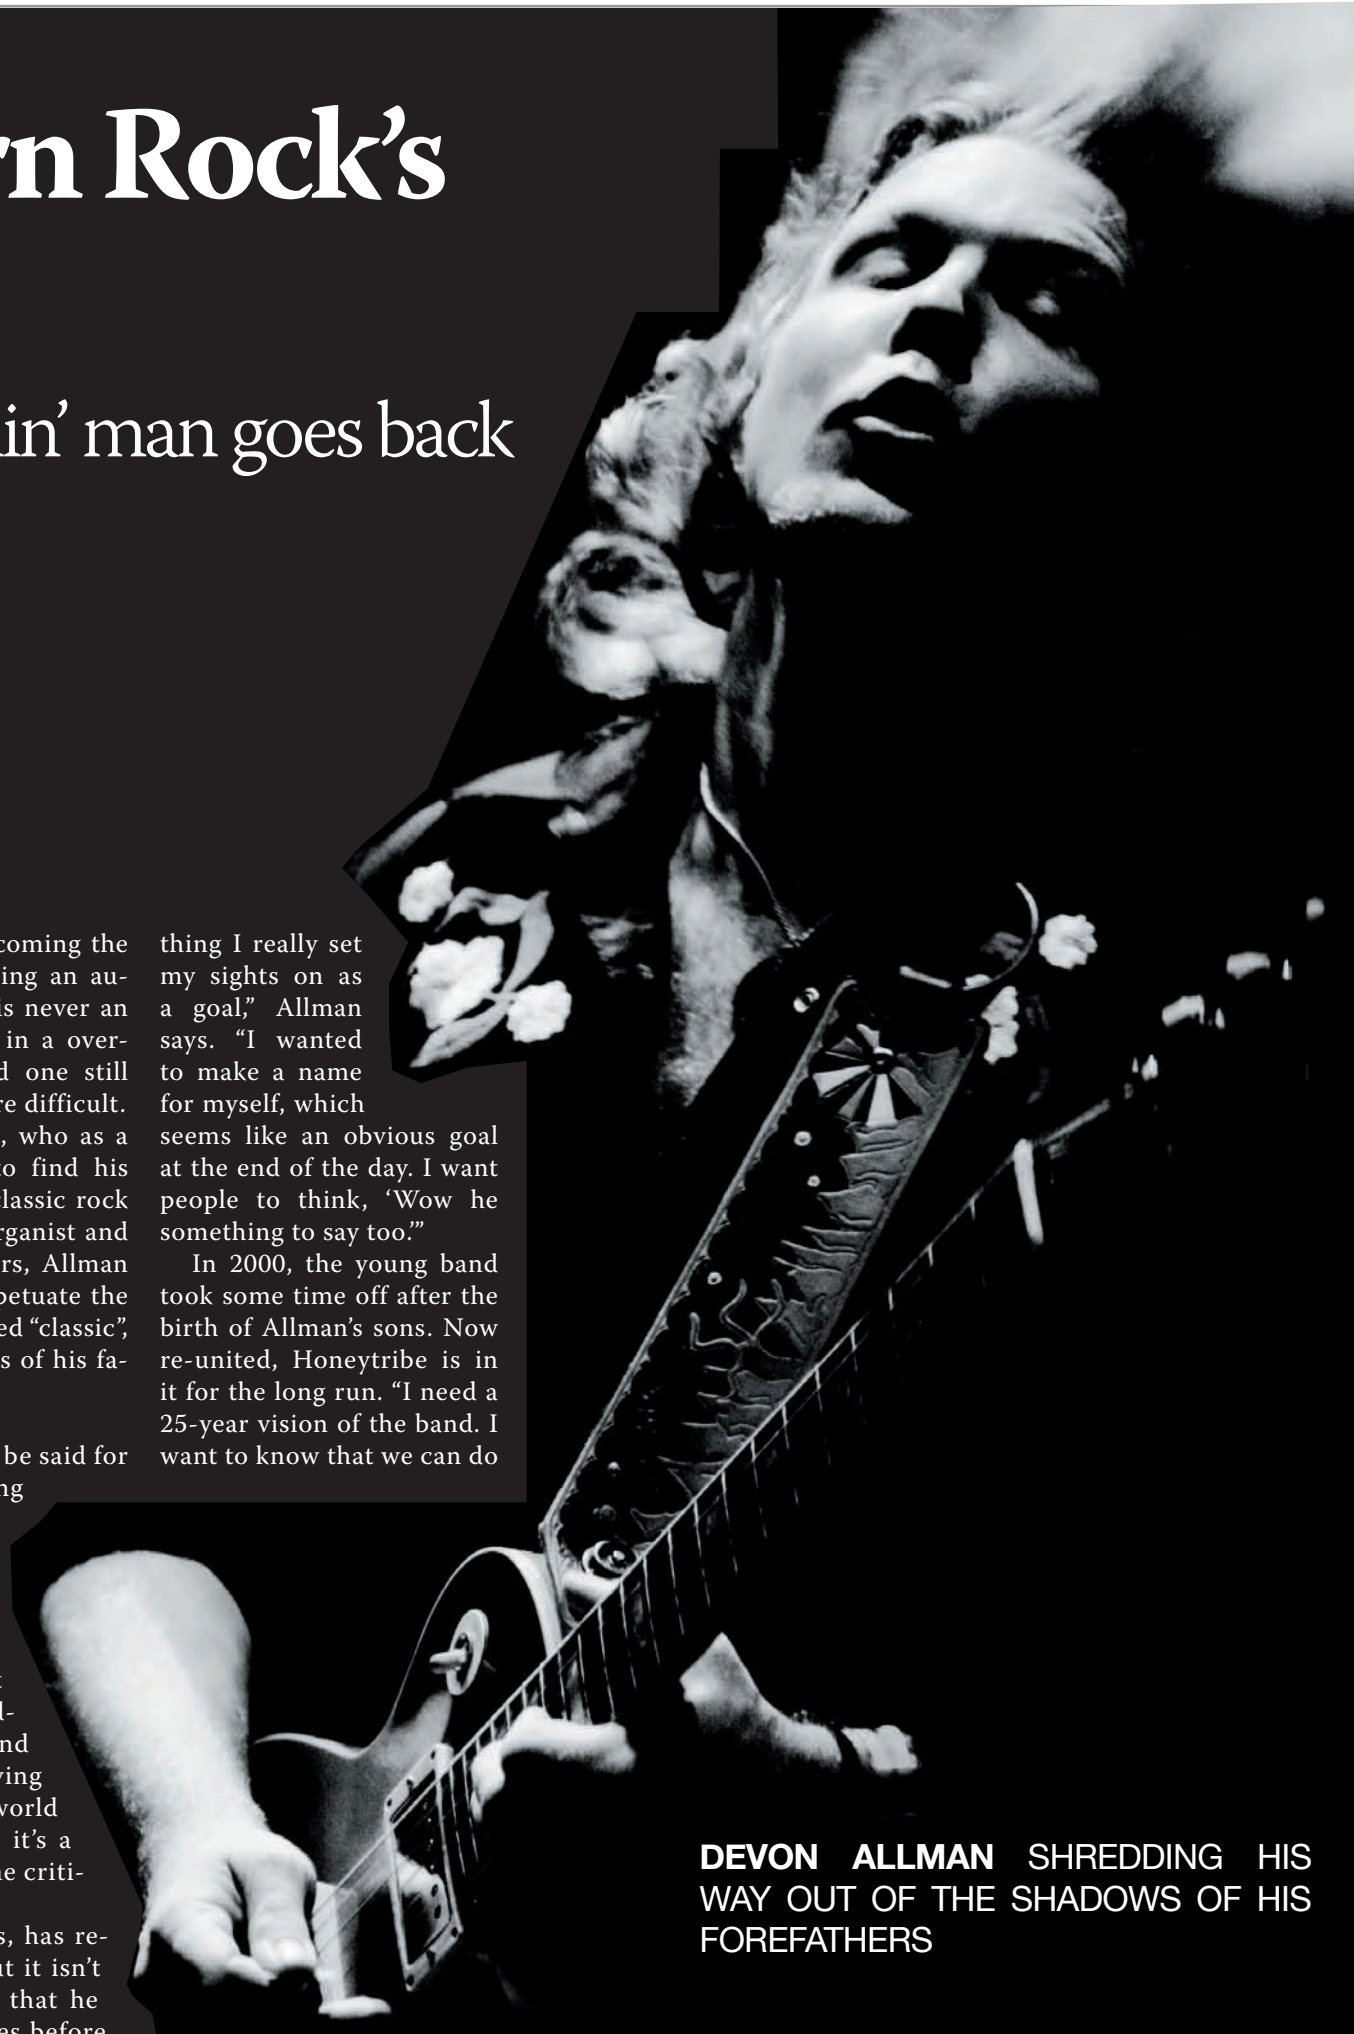 rn Rock's
in' man goes back
coming the
ing an au-
is never an
in a over-
d one still
re difficult.
, who as a
to find his
classic rock
rganist and
rs, Allman
petuate the
ed “classic”,
s of his fa-
be said for
ng
d-
nd
ving
world
it's a
ne criti-
s, has re-
ut it isn't
that he
es before
thing I really set
my sights on as
a goal,” Allman
says. “I wanted
to make a name
for myself, which
seems like an obvious goal
at the end of the day. I want
people to think, ‘Wow he
something to say too.’”
In 2000, the young band
took some time off after the
birth of Allman’s sons. Now
re-united, Honeytribe is in
it for the long run. “I need a
25-year vision of the band. I
want to know that we can do
DEVON ALLMAN SHREDDING HIS
WAY OUT OF THE SHADOWS OF HIS
FOREFATHERS